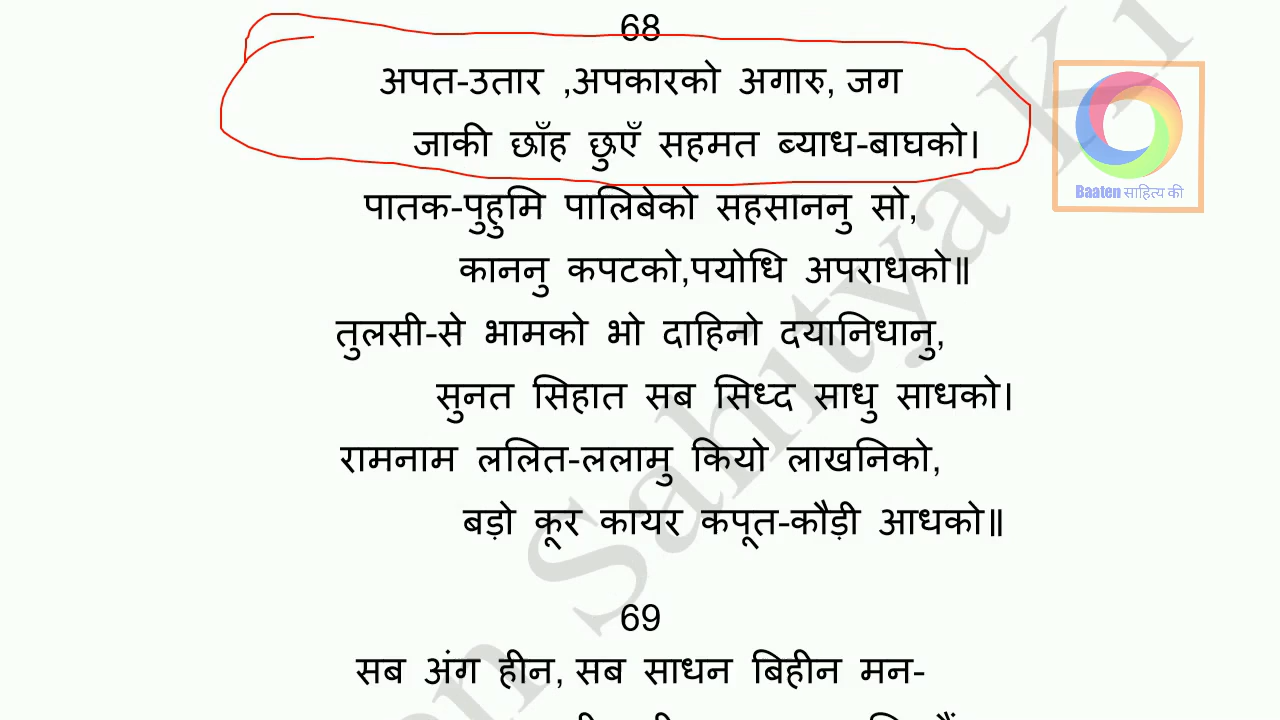 68
अपत-उतार ,अपकारको अगारु, जग
जाकी छाँह छुएँ सहमत ब्याध-बाघको।
Baaten साहित्य की
पातक-पुहुमि पालिबेको सहसाननु सो,
काननु कपटको,पयोधि अपराधको॥
तुलसी-से भामको भो दाहिनो दयानिधानु,
सुनत सिहात सब सिध्द साधु साधको।
रामनाम ललित-ललामु कियो लाखनिको,
बड़ो कूर कायर कपूत-कौड़ी आधको॥
69
सब अंग हीन, सब साधन बिहीन मन-